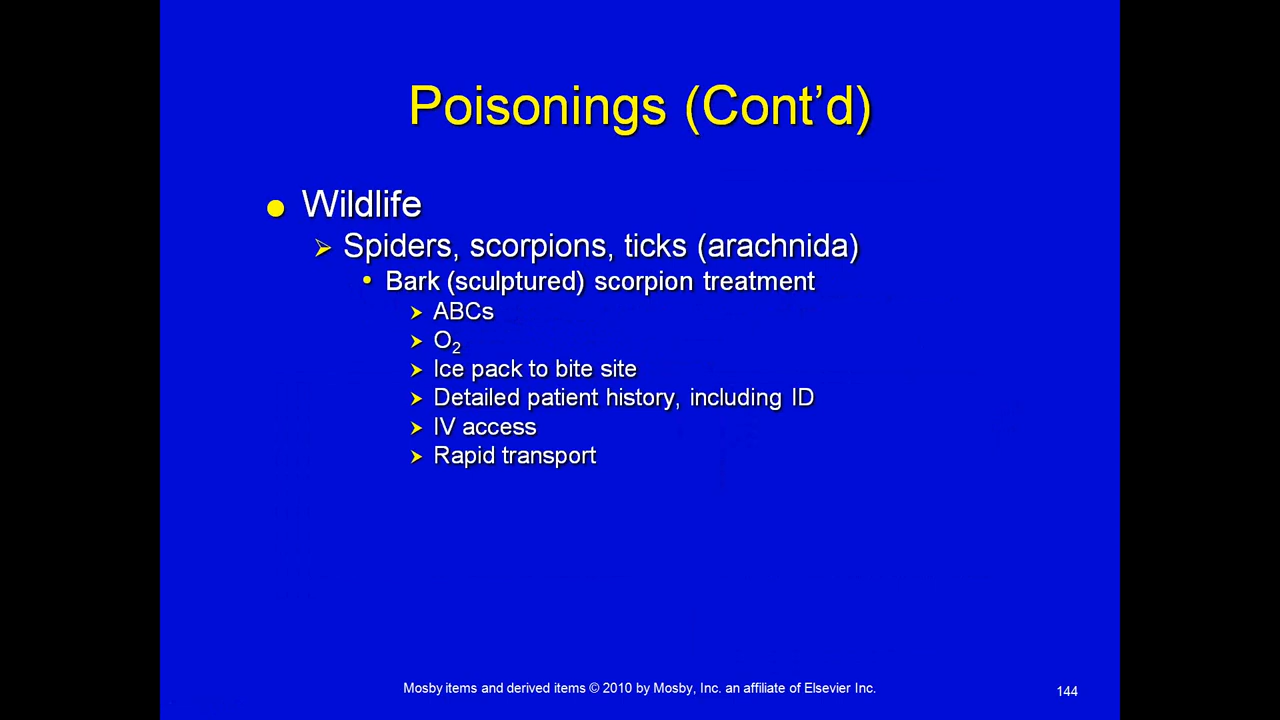 Poisonings (Cont’d)
Wildlife
Spiders, scorpions, ticks (arachnida)
Bark (sculptured) scorpion treatment
ABCs
O2
Ice pack to bite site
Detailed patient history, including ID
IV access
Rapid transport
Mosby items and derived items © 2010 by Mosby, Inc. an affiliate of Elsevier Inc.
144